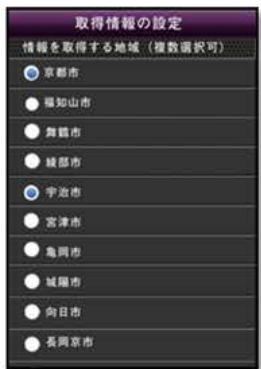 取得情報の設定
情報を取得する地域（複数選択可）
京都市
福知山市
舞鶴市
綾部市
宇治市
宮津市
亀岡市
城陽市
向日市
長岡京市